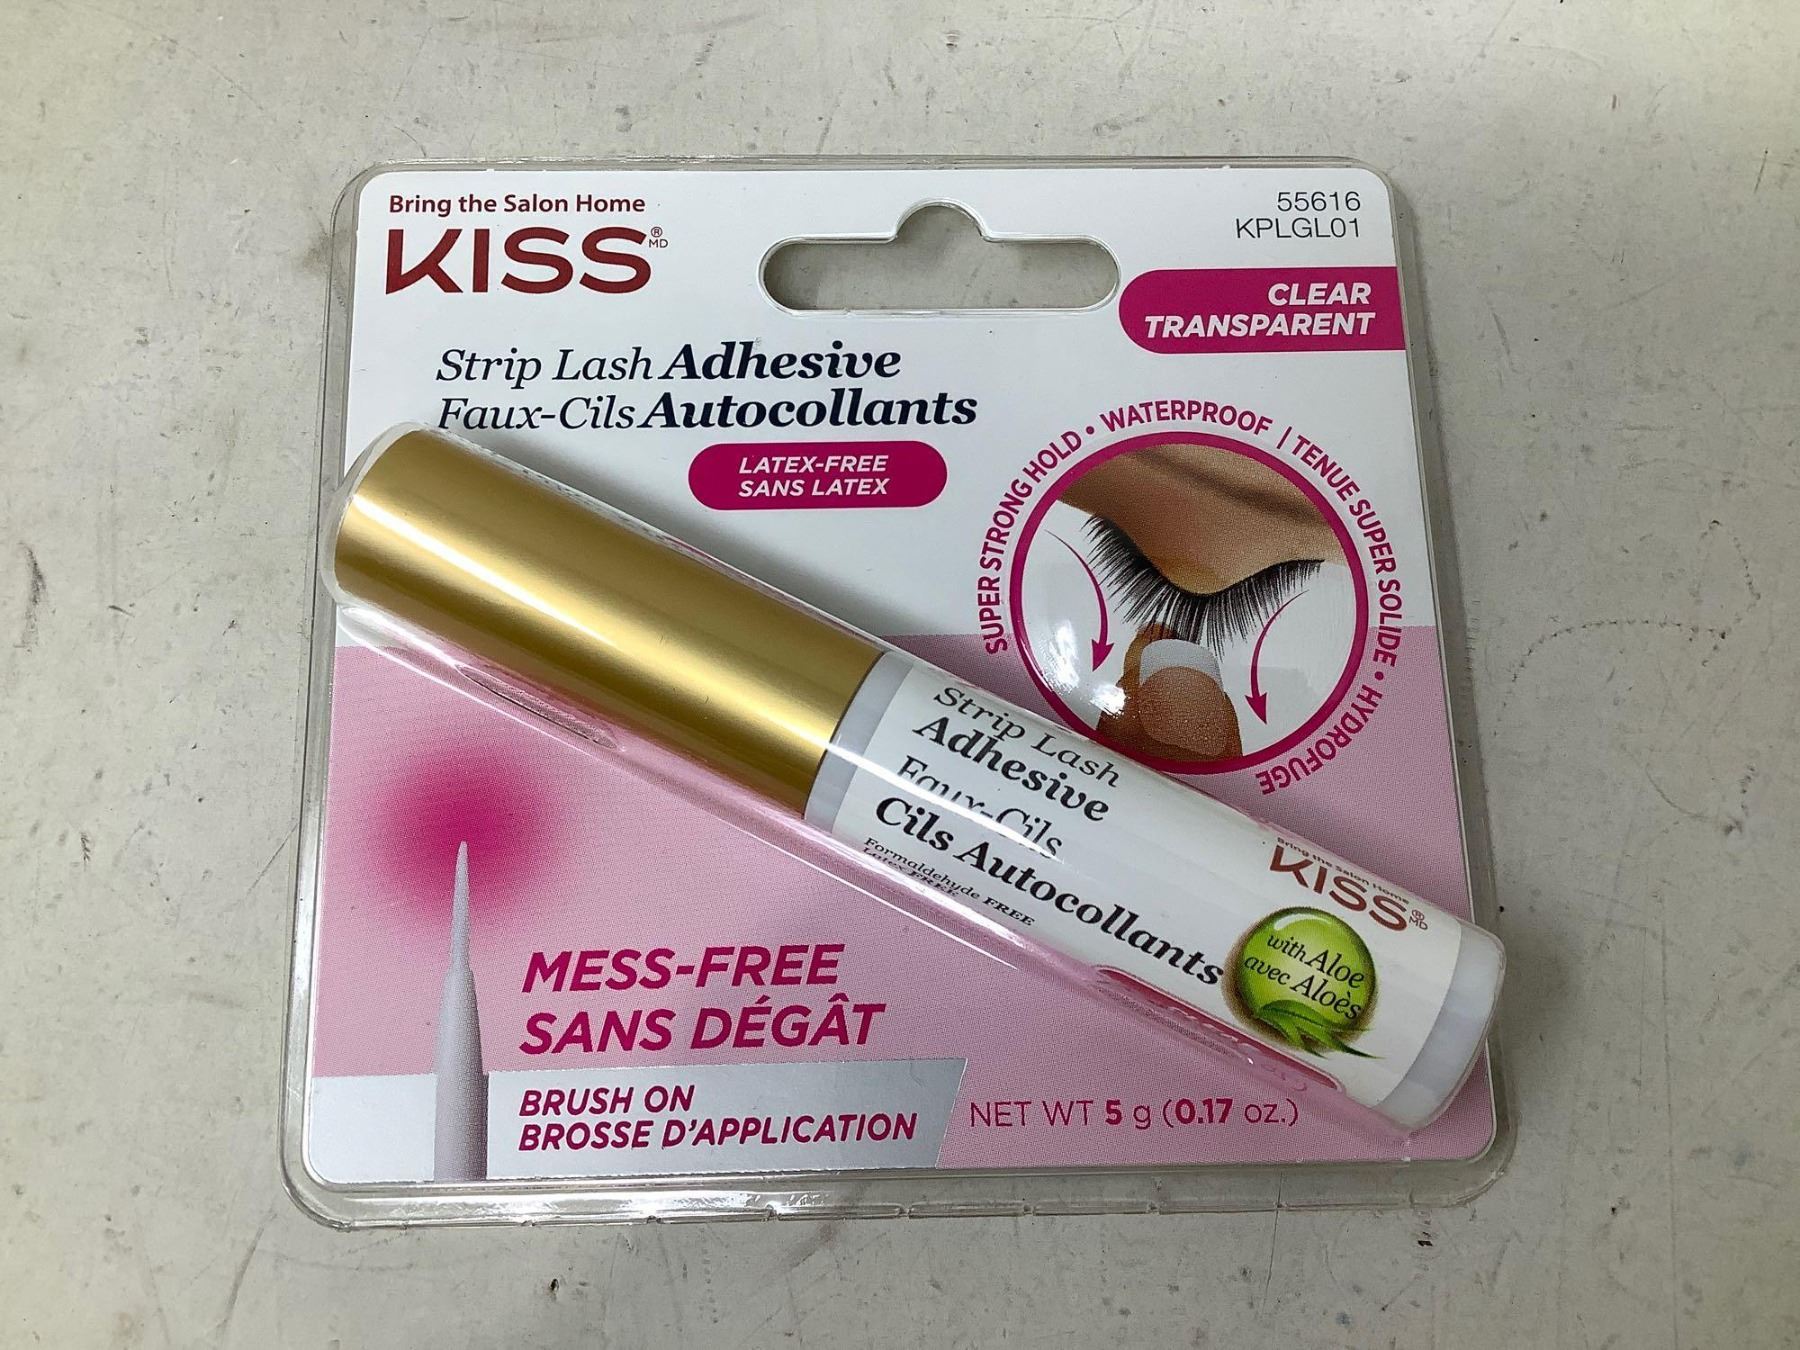 Bring the Salon Home
KISS®MD
55616
KPLGL01
CLEAR
TRANSPARENT
Strip Lash Adhesive
Faux-Cils Autocollants
LATEX-FREE
SANS LATEX
SUPER STRONG HOLD • WATERPROOF | TENUE SUPER SOLIDE • HYDROFUGE
Strip Lash
Adhesive
Faux-Cils
Cils Autocollants
Formaldehyde FREE
Latex FREE
Bring the Salon Home
KISS®MD
with Aloe
avec Aloès
MESS-FREE
SANS DÉGÂT
BRUSH ON
BROSSE D'APPLICATION
NET WT 5 g (0.17 oz.)